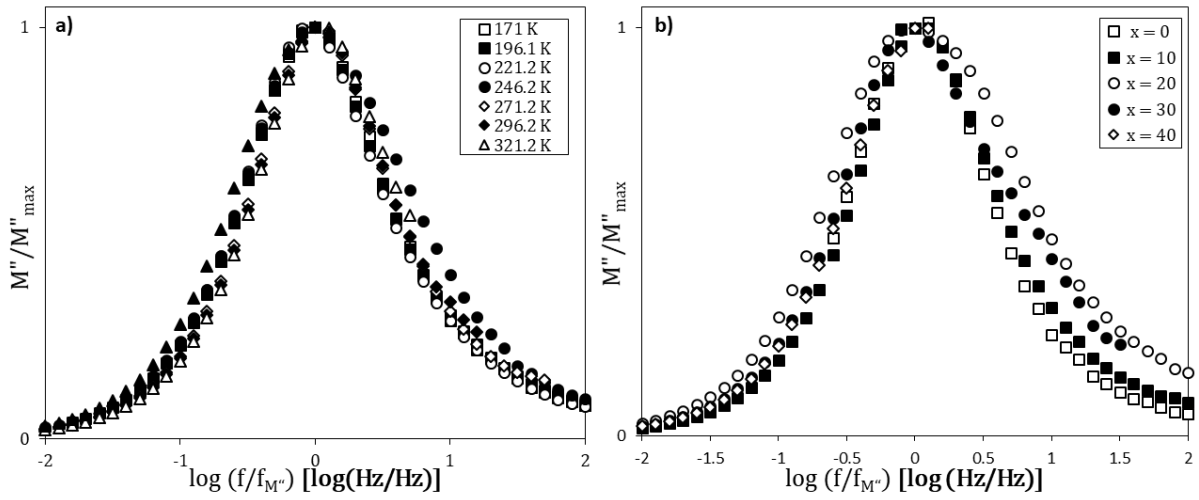 a)
1
171 K
196.1 K
221.2 K
246.2 K
271.2 K
296.2 K
321.2 K
M"/M"max
0
-2
-1
0
1
2
log (f/fM") [log(Hz/Hz)]
b)
1
x = 0
x = 10
x = 20
x = 30
x = 40
M"/M"max
0
-2
-1.5
-1
-0.5
0
0.5
1
1.5
2
log (f/fM") [log (Hz/Hz)]